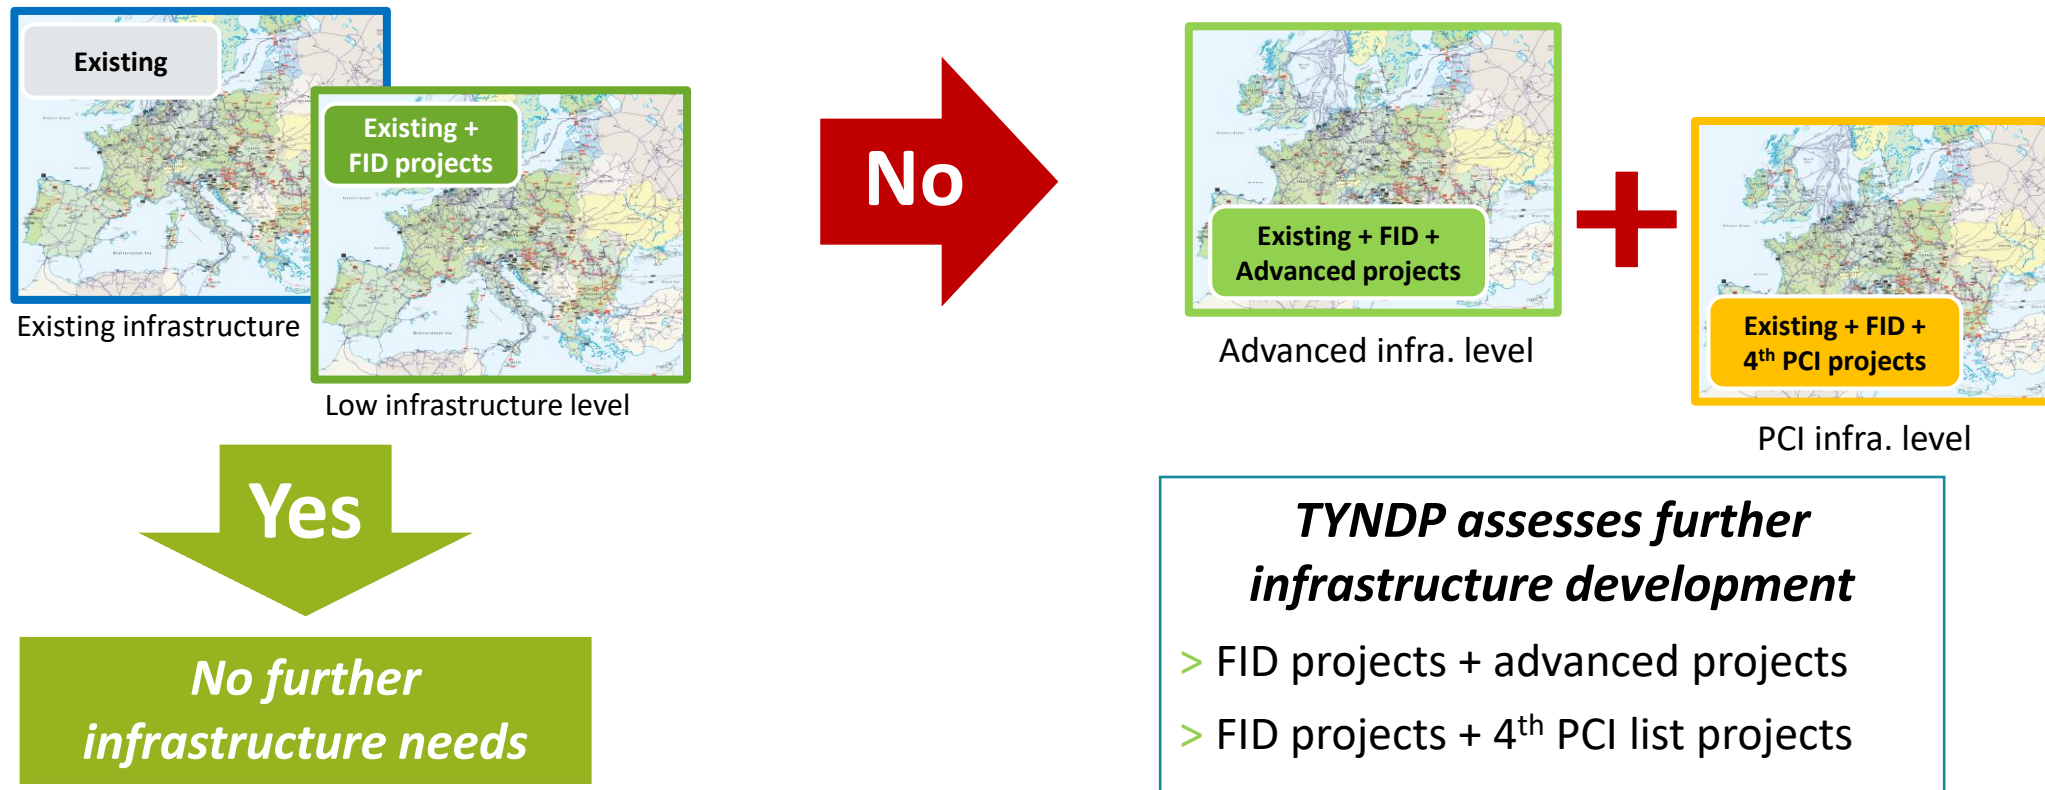 Existing
Existing +
FID projects
Existing infrastructure
Low infrastructure level
Yes
No further
infrastructure needs
No
Existing + FID +
Advanced projects
Advanced infra. level
+
Existing + FID +
4th PCI projects
PCI infra. level
TYNDP assesses further
infrastructure development
> FID projects + advanced projects
> FID projects + 4th PCI list projects